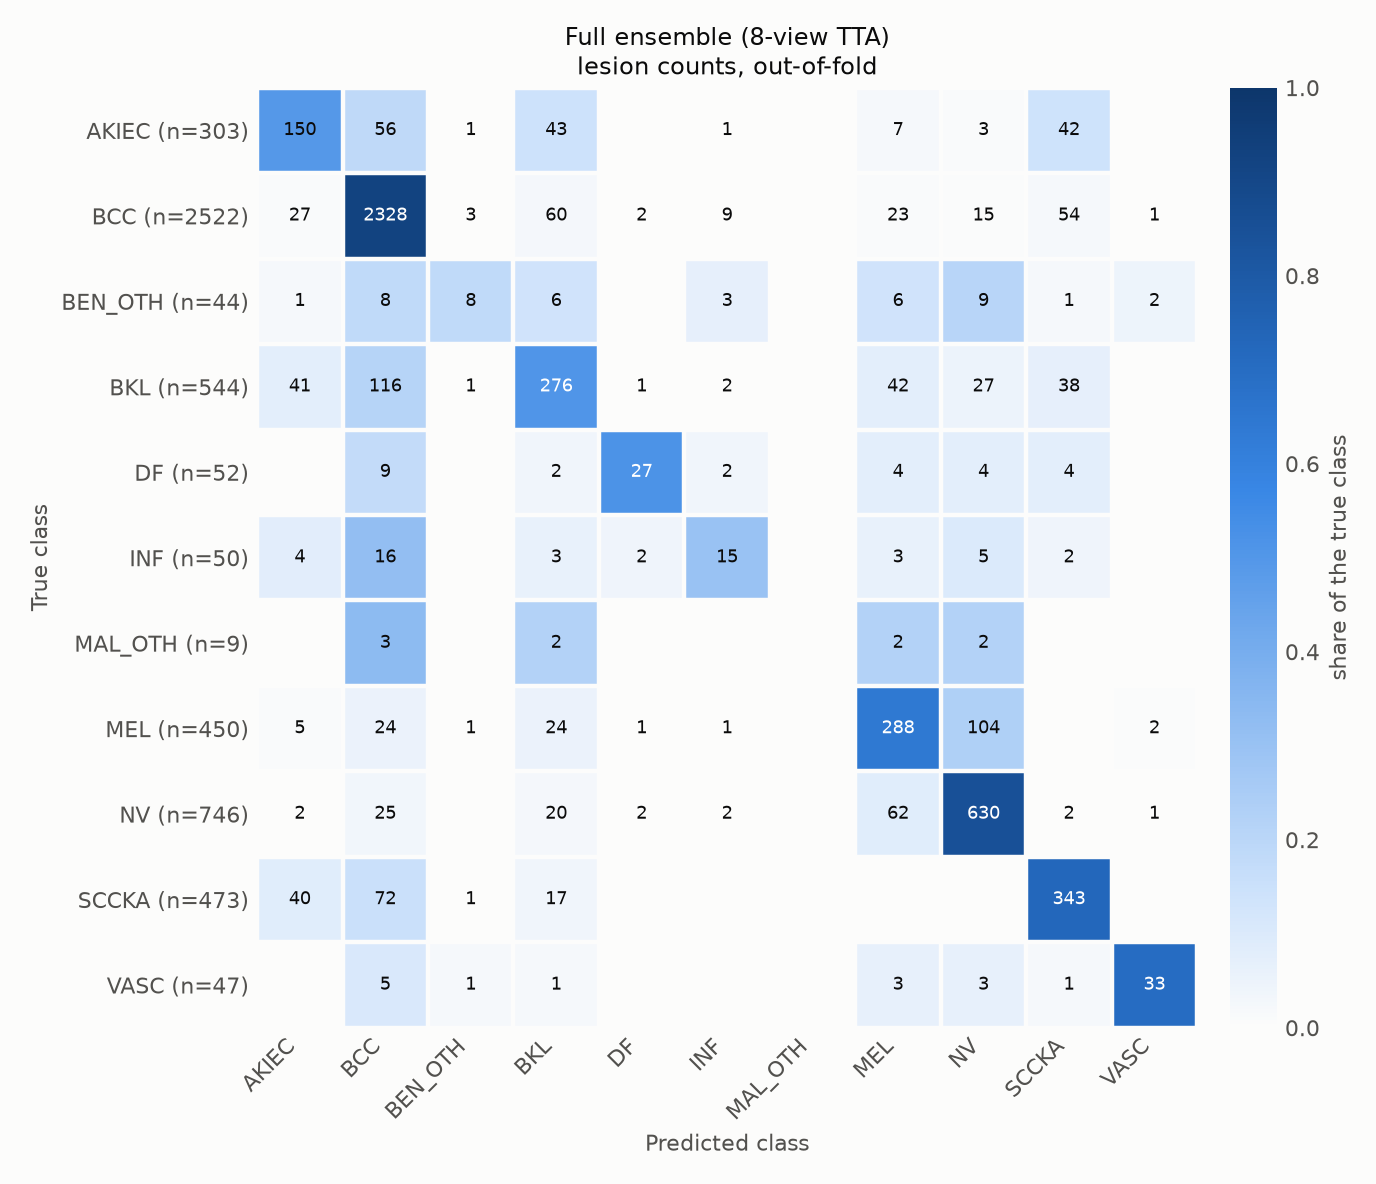 Full ensemble (8-view TTA)
lesion counts, out-of-fold
AKIEC (n=303) 150 56 1 43 1 7 3 42
BCC (n=2522) 27 2328 3 60 2 9 23 15 54 1
BEN_OTH (n=44) 1 8 8 6 3 6 9 1 2
BKL (n=544) 41 116 1 276 1 2 42 27 38
DF (n=52) 9 2 27 2 4 4 4
INF (n=50) 4 16 3 2 15 3 5 2
MAL_OTH (n=9) 3 2 2 2
MEL (n=450) 5 24 1 24 1 1 288 104 2
NV (n=746) 2 25 20 2 2 62 630 2 1
SCCKA (n=473) 40 72 1 17 343
VASC (n=47) 5 1 1 3 3 1 33
AKIEC BCC BEN_OTH BKL DF INF MAL_OTH MEL NV SCCKA VASC
Predicted class
True class
1.0
0.8
0.6
0.4
0.2
0.0
share of the true class